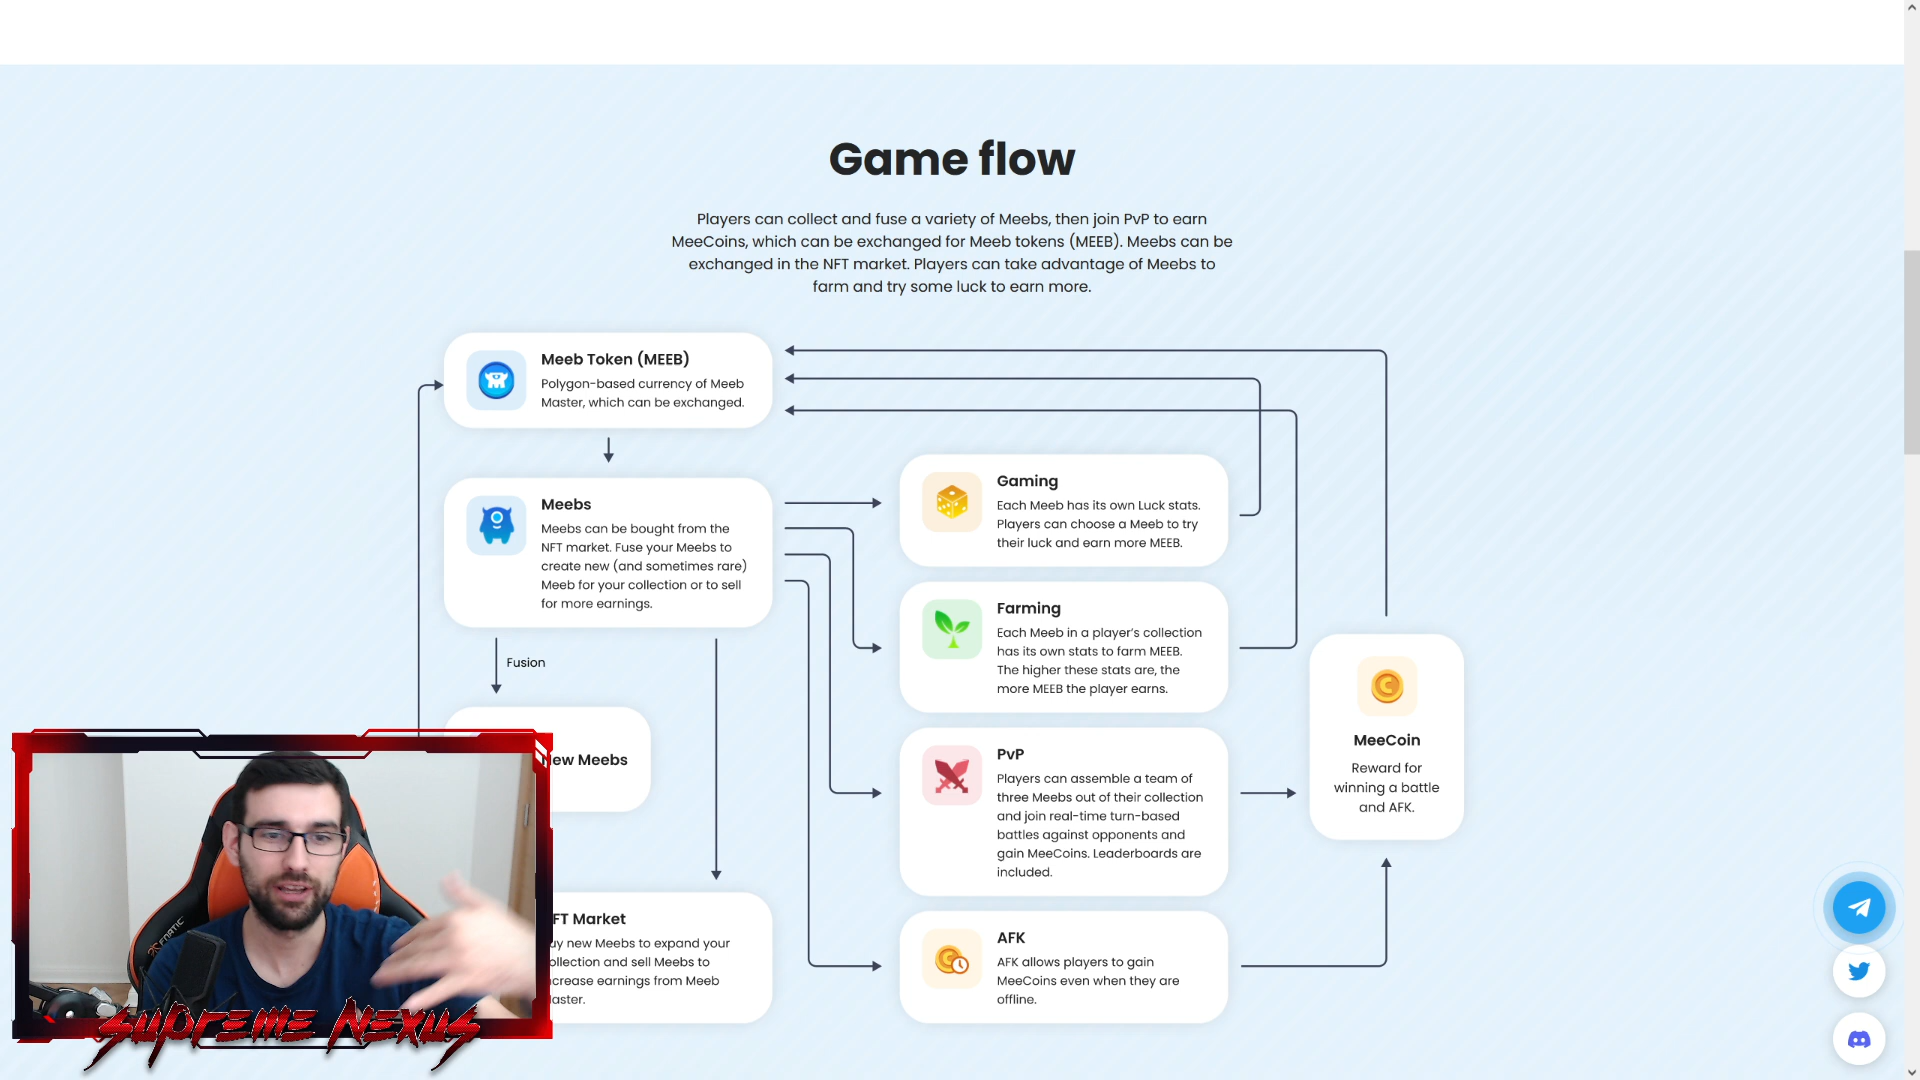 Game flow
Players can collect and fuse a variety of Meebs, then join PvP to earn
MeeCoins, which can be exchanged for Meeb tokens (MEEB). Meebs can be
exchanged in the NFT market. Players can take advantage of Meebs to
farm and try some luck to earn more.
Meeb Token (MEEB)
Polygon-based currency of Meeb
Master, which can be exchanged.
Meebs
Meebs can be bought from the
NFT market. Fuse your Meebs to
create new (and sometimes rare)
Meeb for your collection or to sell
for more earnings.
Fusion
ew Meebs
FT Market
uy new Meebs to expand your
ollection and sell Meebs to
crease earnings from Meeb
aster.
Gaming
Each Meeb has its own Luck stats.
Players can choose a Meeb to try
their luck and earn more MEEB.
Farming
Each Meeb in a player's collection
has its own stats to farm MEEB.
The higher these stats are, the
more MEEB the player earns.
PvP
Players can assemble a team of
three Meebs out of their collection
and join real-time turn-based
battles against opponents and
gain MeeCoins. Leaderboards are
included.
AFK
AFK allows players to gain
MeeCoins even when they are
offline.
MeeCoin
Reward for
winning a battle
and AFK.
FNATIC
SUPREME NEXUS